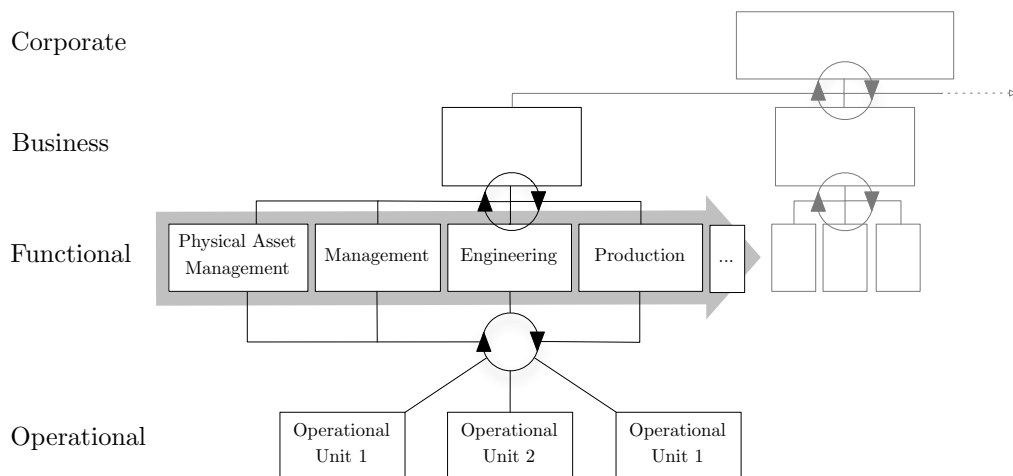 Corporate
Business
Functional
Physical Asset
Management
Management
Engineering
Production
...
Operational
Operational
Unit 1
Operational
Unit 2
Operational
Unit 1